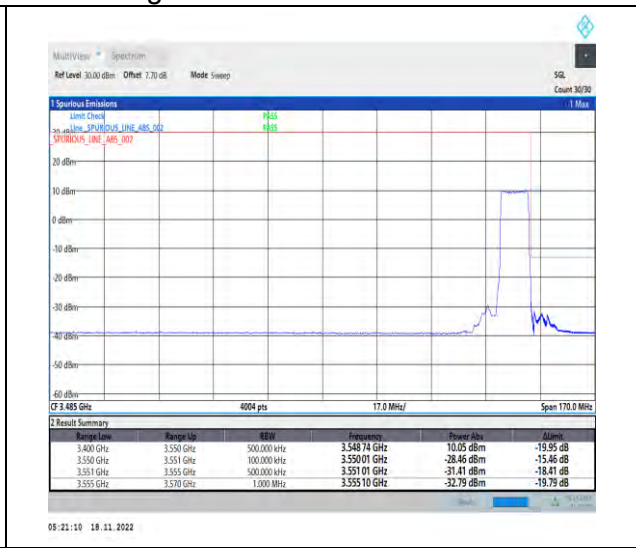 MultiView Spectrum
Ref Level 30.00 dBm Offset 7.70 dB Mode Sweep SGL
Count 30/30
1 Spurious Emissions 1 Max
Limit Check PASS
Line _SPURIOUS_LINE_ABS_002 PASS
_SPURIOUS_LINE_ABS_002
20 dBm
10 dBm
0 dBm
-10 dBm
-20 dBm
-30 dBm
-40 dBm
-50 dBm
-60 dBm
CF 3.485 GHz 4004 pts 17.0 MHz/ Span 170.0 MHz
2 Result Summary
Range Low Range Up RBW Frequency Power Abs ΔLimit
3.400 GHz 3.550 GHz 500.000 kHz 3.548 74 GHz 10.05 dBm -19.95 dB
3.550 GHz 3.551 GHz 100.000 kHz 3.550 01 GHz -28.46 dBm -15.46 dB
3.551 GHz 3.555 GHz 500.000 kHz 3.551 01 GHz -31.41 dBm -18.41 dB
3.555 GHz 3.570 GHz 1.000 MHz 3.555 10 GHz -32.79 dBm -19.79 dB
05:21:10 18.11.2022